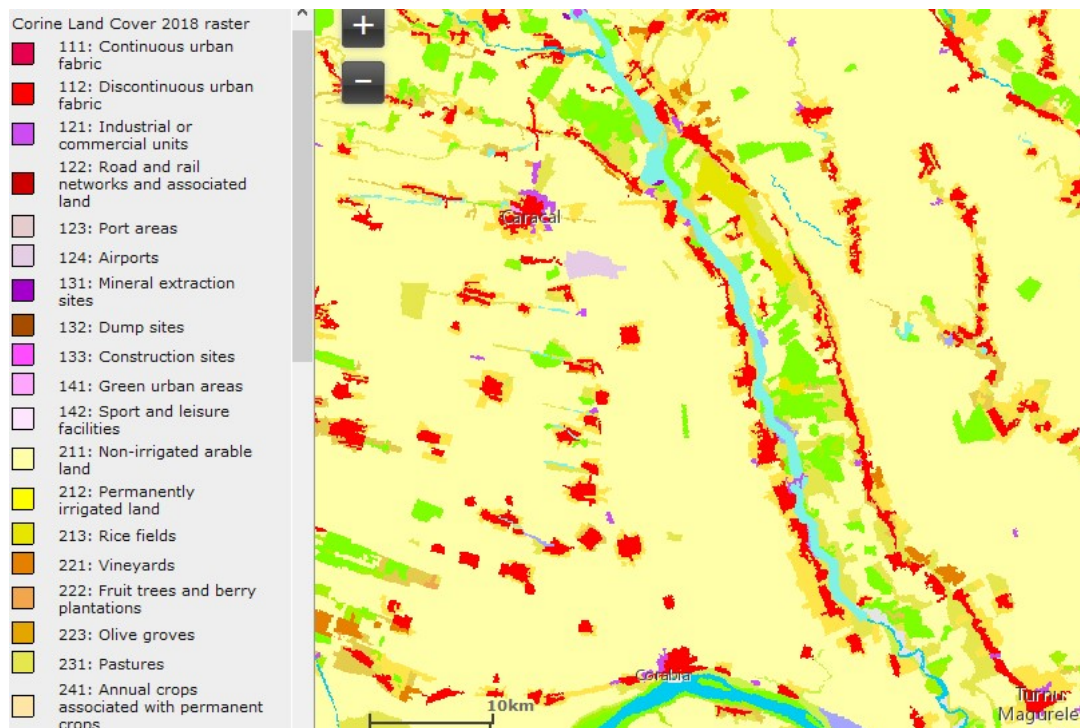 Corine Land Cover 2018 raster
111: Continuous urban
fabric
112: Discontinuous urban
fabric
121: Industrial or
commercial units
122: Road and rail
networks and associated
land
123: Port areas
124: Airports
131: Mineral extraction
sites
132: Dump sites
133: Construction sites
141: Green urban areas
142: Sport and leisure
facilities
211: Non-irrigated arable
land
212: Permanently
irrigated land
213: Rice fields
221: Vineyards
222: Fruit trees and berry
plantations
223: Olive groves
231: Pastures
241: Annual crops
associated with permanent
crops
+
−
Caracal
Corabia
10km
Turnu
Magurele